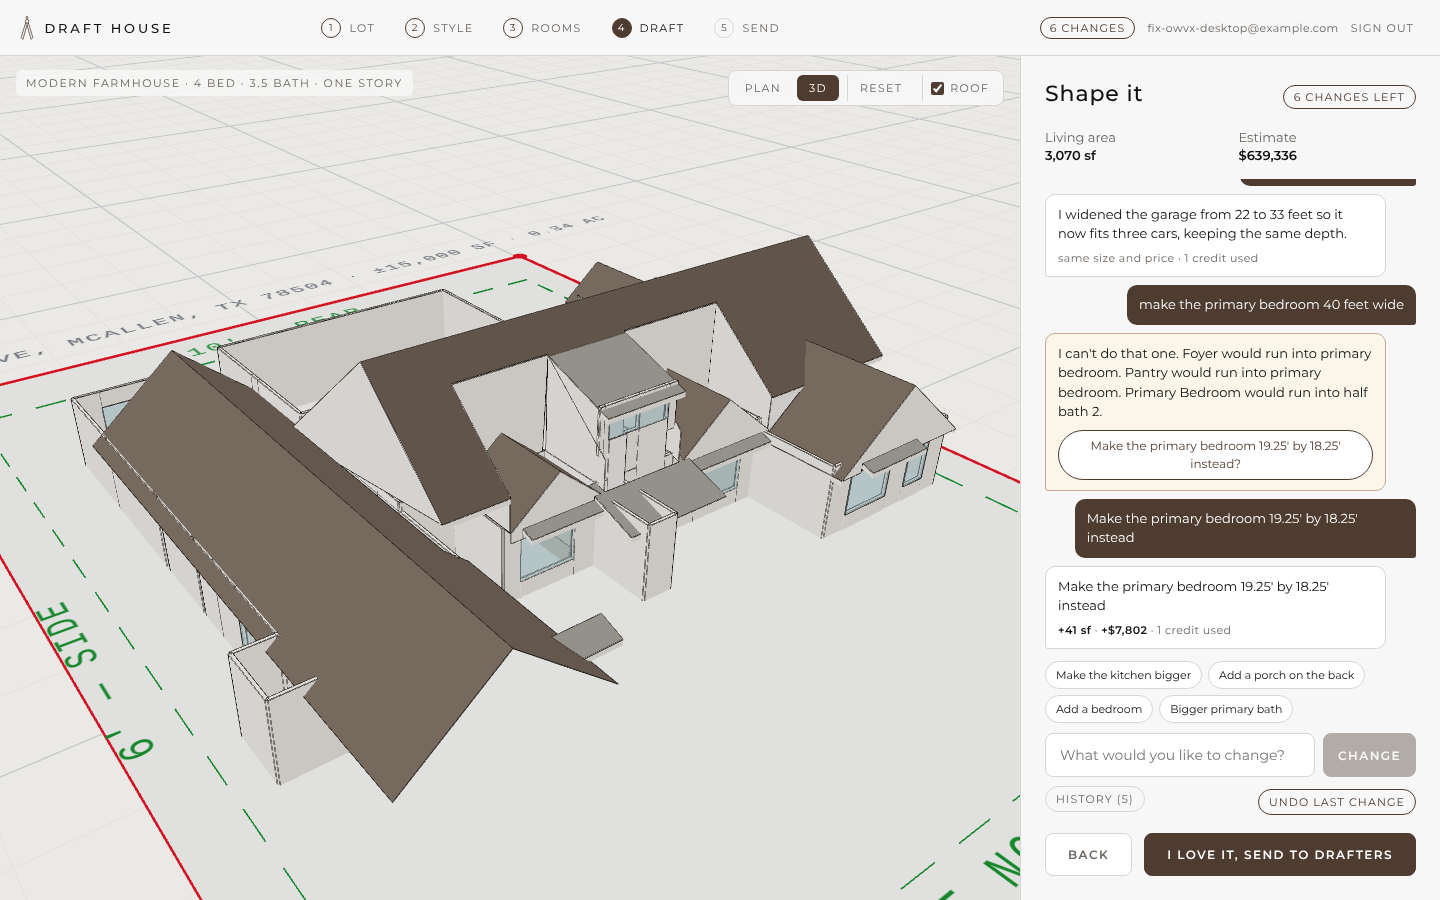 DRAFT HOUSE
1 LOT
2 STYLE
3 ROOMS
4 DRAFT
5 SEND
6 CHANGES
fix-owvx-desktop@example.com
SIGN OUT
MODERN FARMHOUSE · 4 BED · 3.5 BATH · ONE STORY
PLAN
3D
RESET
ROOF
VE, MCALLEN, TX 78504 · ±15,000 SF · 0.34 AC
10'
REAR
6' - SIDE
Shape it
6 CHANGES LEFT
Living area
3,070 sf
Estimate
$639,336
I widened the garage from 22 to 33 feet so it
now fits three cars, keeping the same depth.
same size and price · 1 credit used
make the primary bedroom 40 feet wide
I can't do that one. Foyer would run into primary
bedroom. Pantry would run into primary
bedroom. Primary Bedroom would run into half
bath 2.
Make the primary bedroom 19.25' by 18.25'
instead?
Make the primary bedroom 19.25' by 18.25'
instead
Make the primary bedroom 19.25' by 18.25'
instead
+41 sf · +$7,802 · 1 credit used
Make the kitchen bigger
Add a porch on the back
Add a bedroom
Bigger primary bath
What would you like to change?
CHANGE
HISTORY (5)
UNDO LAST CHANGE
BACK
I LOVE IT, SEND TO DRAFTERS